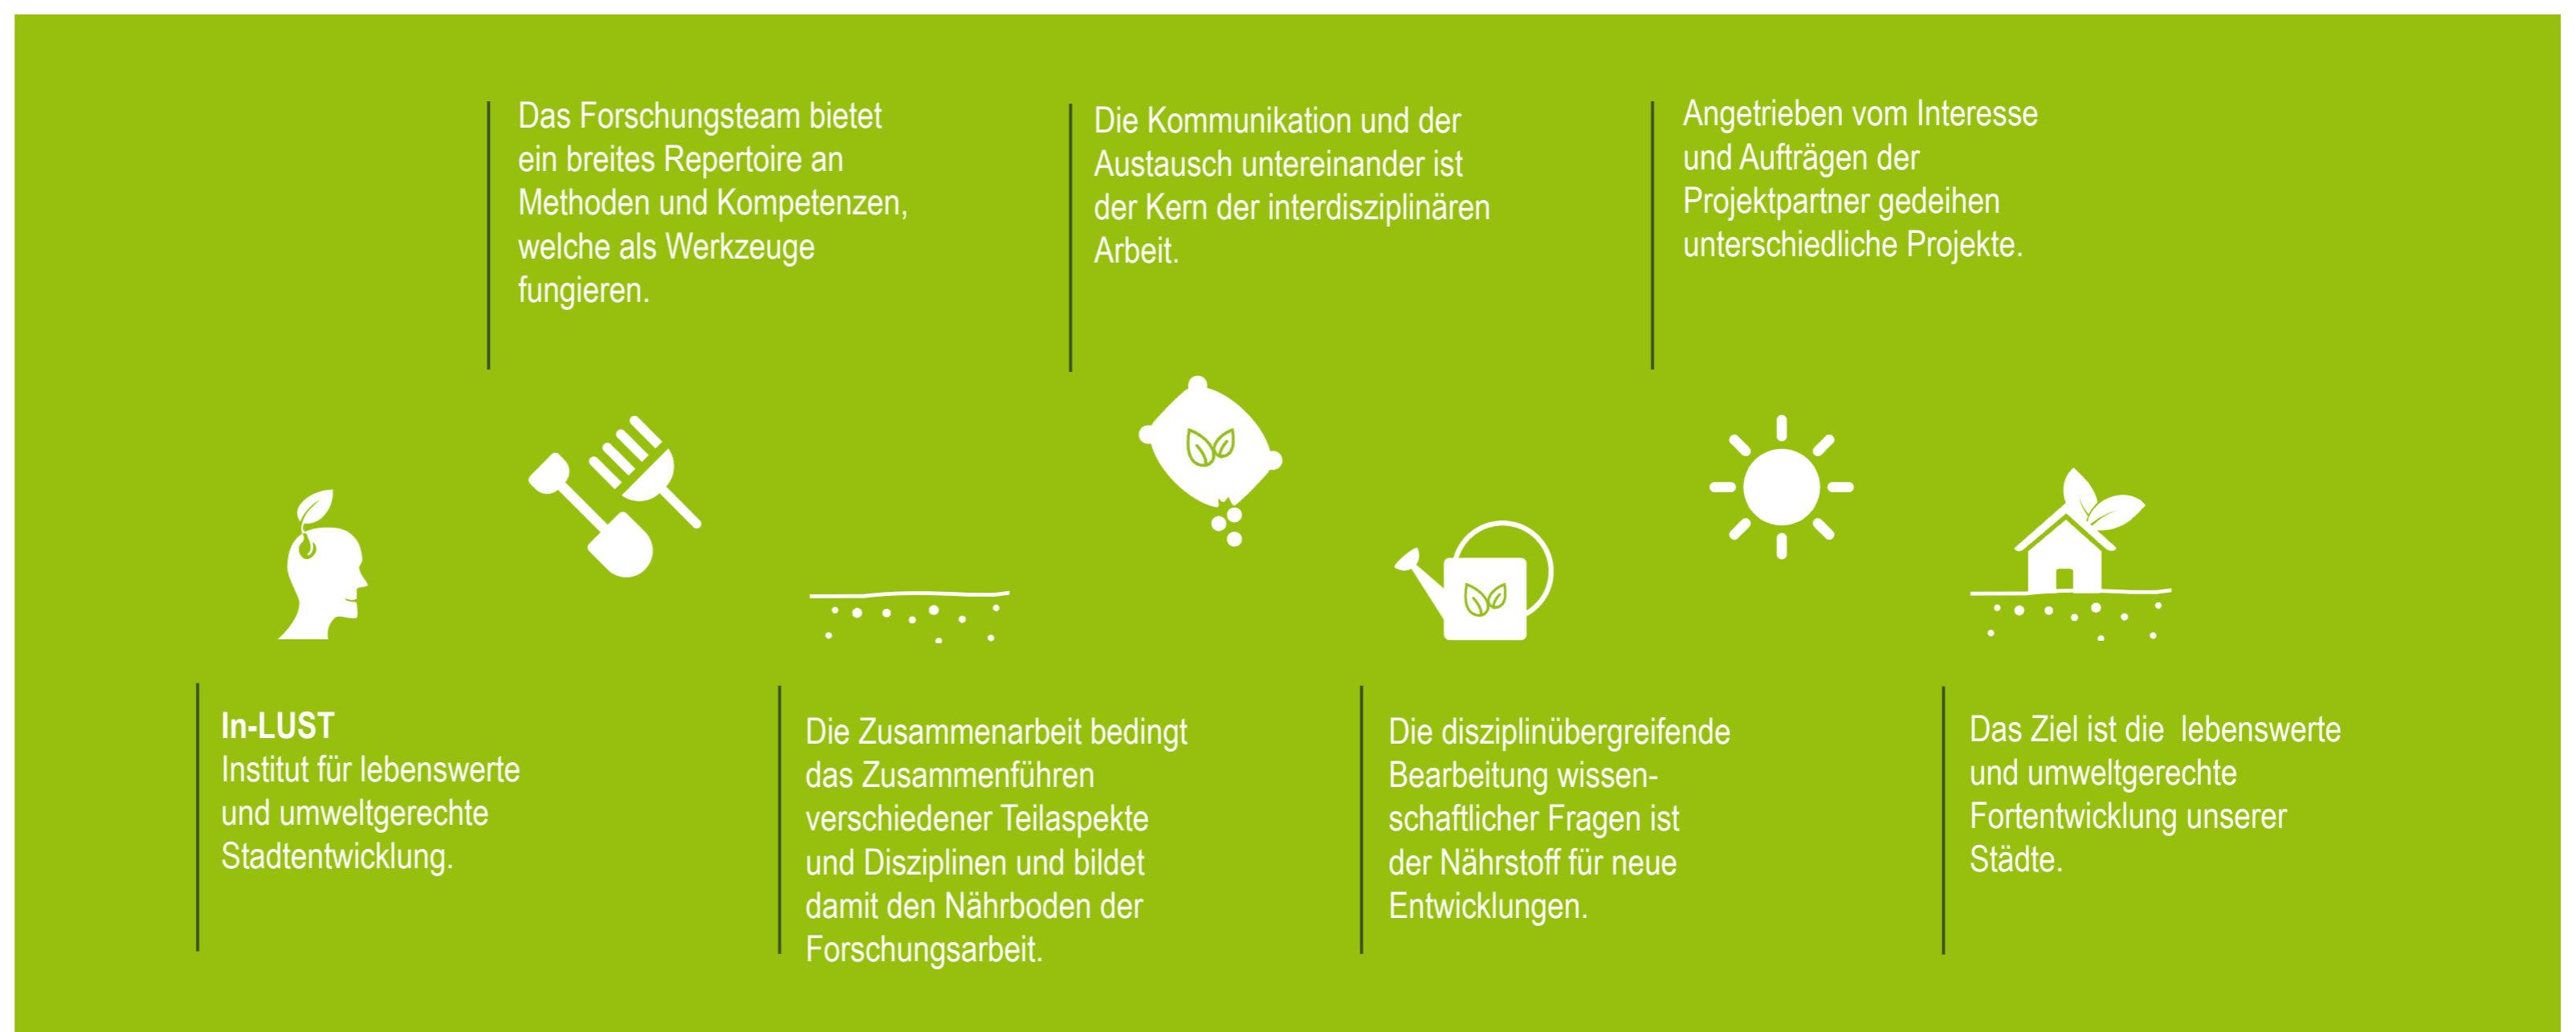 In-LUST
Institut für lebenswerte
und umweltgerechte
Stadtentwicklung.
Das Forschungsteam bietet
ein breites Repertoire an
Methoden und Kompetenzen,
welche als Werkzeuge
fungieren.
Die Zusammenarbeit bedingt
das Zusammenführen
verschiedener Teilaspekte
und Disziplinen und bildet
damit den Nährboden der
Forschungsarbeit.
Die Kommunikation und der
Austausch untereinander ist
der Kern der interdisziplinären
Arbeit.
Die disziplinübergreifende
Bearbeitung wissen-
schaftlicher Fragen ist
der Nährstoff für neue
Entwicklungen.
Angetrieben vom Interesse
und Aufträgen der
Projektpartner gedeihen
unterschiedliche Projekte.
Das Ziel ist die  lebenswerte
und umweltgerechte
Fortentwicklung unserer
Städte.